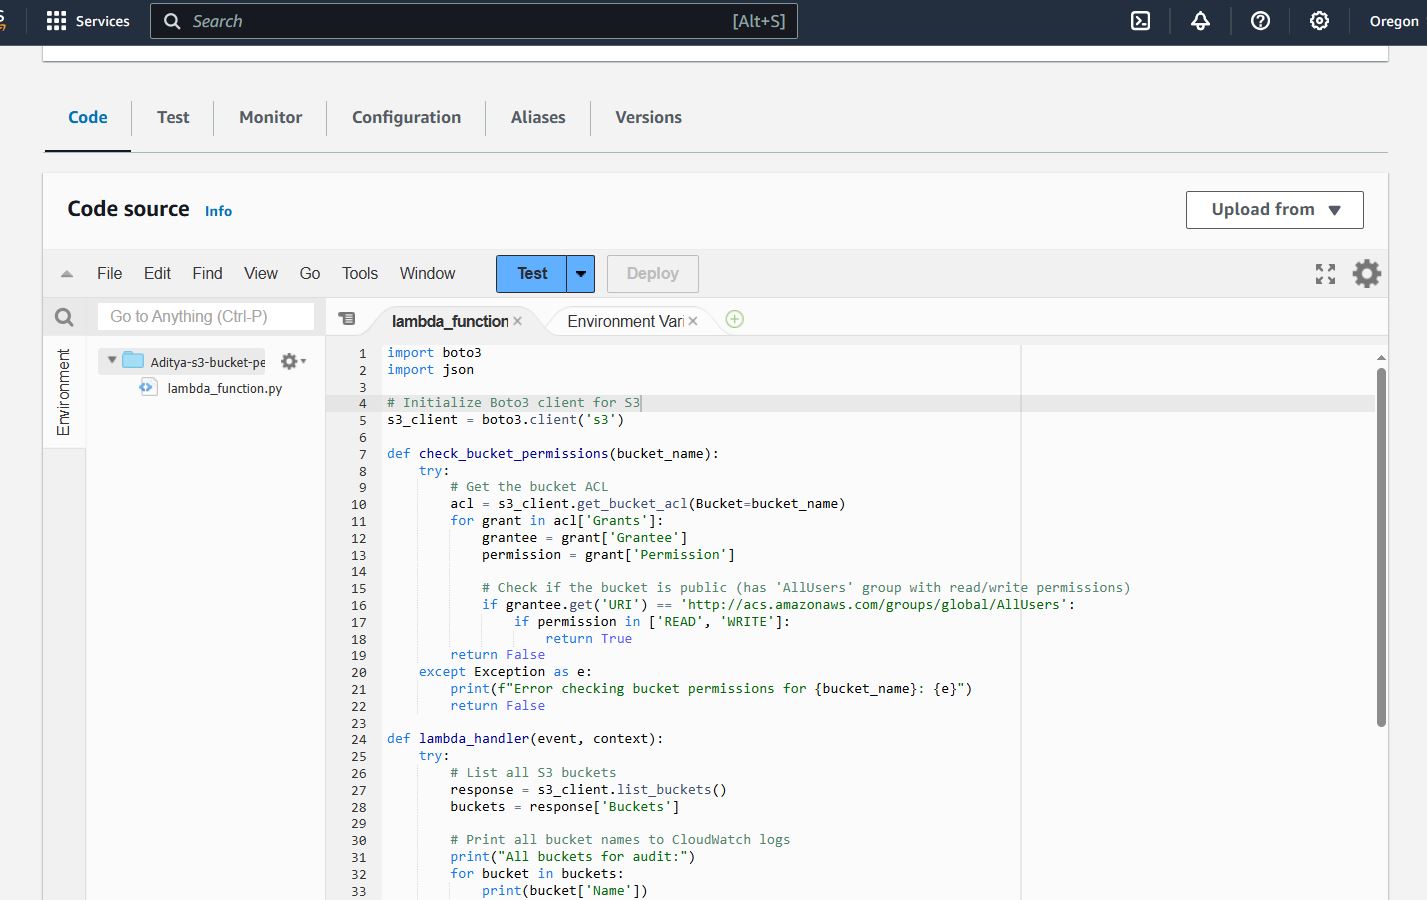 Services
Search [Alt+S]
Oregon
Code Test Monitor Configuration Aliases Versions
Code source Info
Upload from
File Edit Find View Go Tools Window Test Deploy
Go to Anything (Ctrl-P)
lambda_function × Environment Vari ×
Environment
Aditya-s3-bucket-pe
lambda_function.py
1 import boto3
2 import json
3
4 # Initialize Boto3 client for S3
5 s3_client = boto3.client('s3')
6
7 def check_bucket_permissions(bucket_name):
8     try:
9         # Get the bucket ACL
10         acl = s3_client.get_bucket_acl(Bucket=bucket_name)
11         for grant in acl['Grants']:
12             grantee = grant['Grantee']
13             permission = grant['Permission']
14
15             # Check if the bucket is public (has 'AllUsers' group with read/write permissions)
16             if grantee.get('URI') == 'http://acs.amazonaws.com/groups/global/AllUsers':
17                 if permission in ['READ', 'WRITE']:
18                     return True
19         return False
20     except Exception as e:
21         print(f"Error checking bucket permissions for {bucket_name}: {e}")
22         return False
23
24 def lambda_handler(event, context):
25     try:
26         # List all S3 buckets
27         response = s3_client.list_buckets()
28         buckets = response['Buckets']
29
30         # Print all bucket names to CloudWatch logs
31         print("All buckets for audit:")
32         for bucket in buckets:
33             print(bucket['Name'])